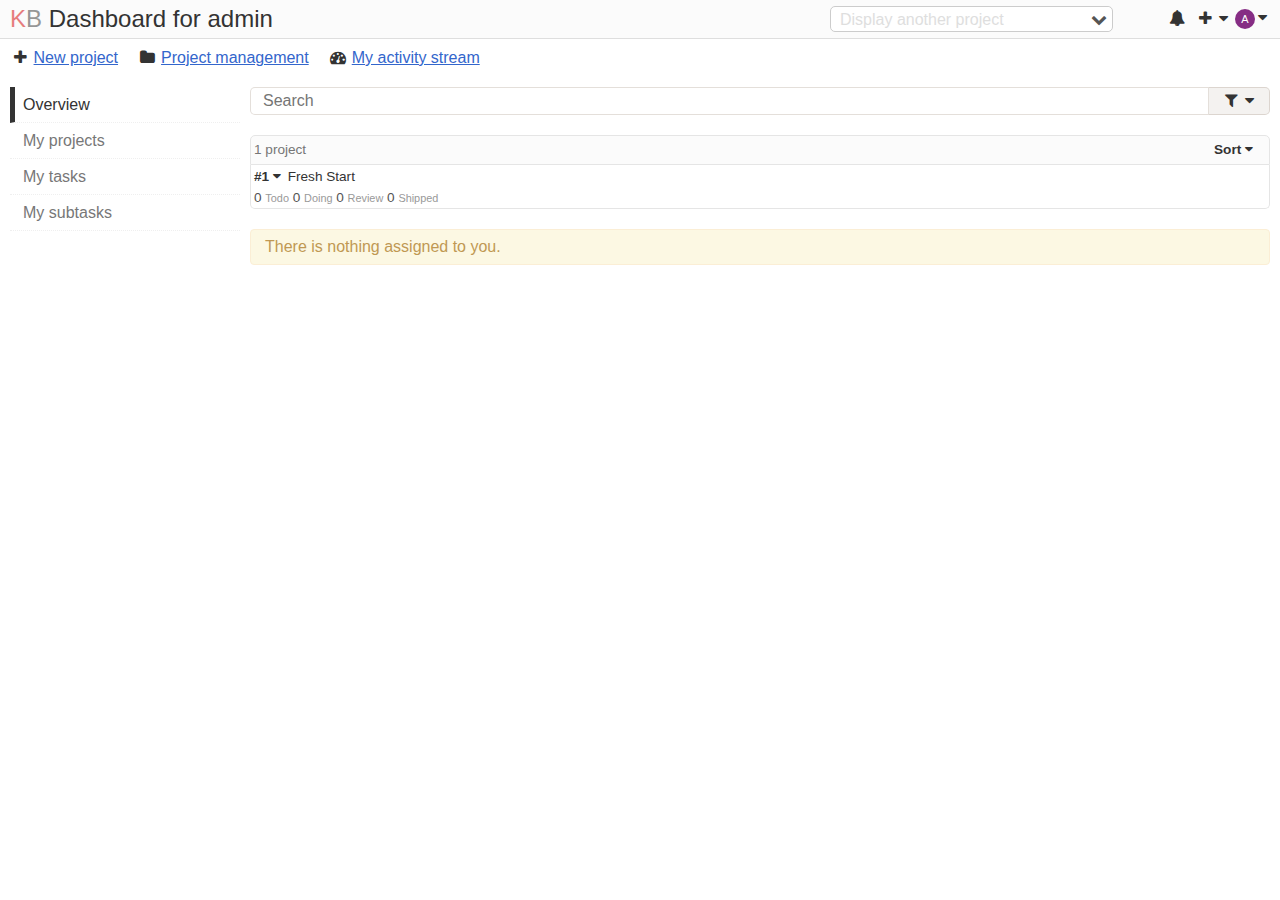 KB Dashboard for admin
Display another project
A
New project Project management My activity stream
Overview
My projects
My tasks
My subtasks
Search
1 project Sort
#1 Fresh Start
0 Todo 0 Doing 0 Review 0 Shipped
There is nothing assigned to you.